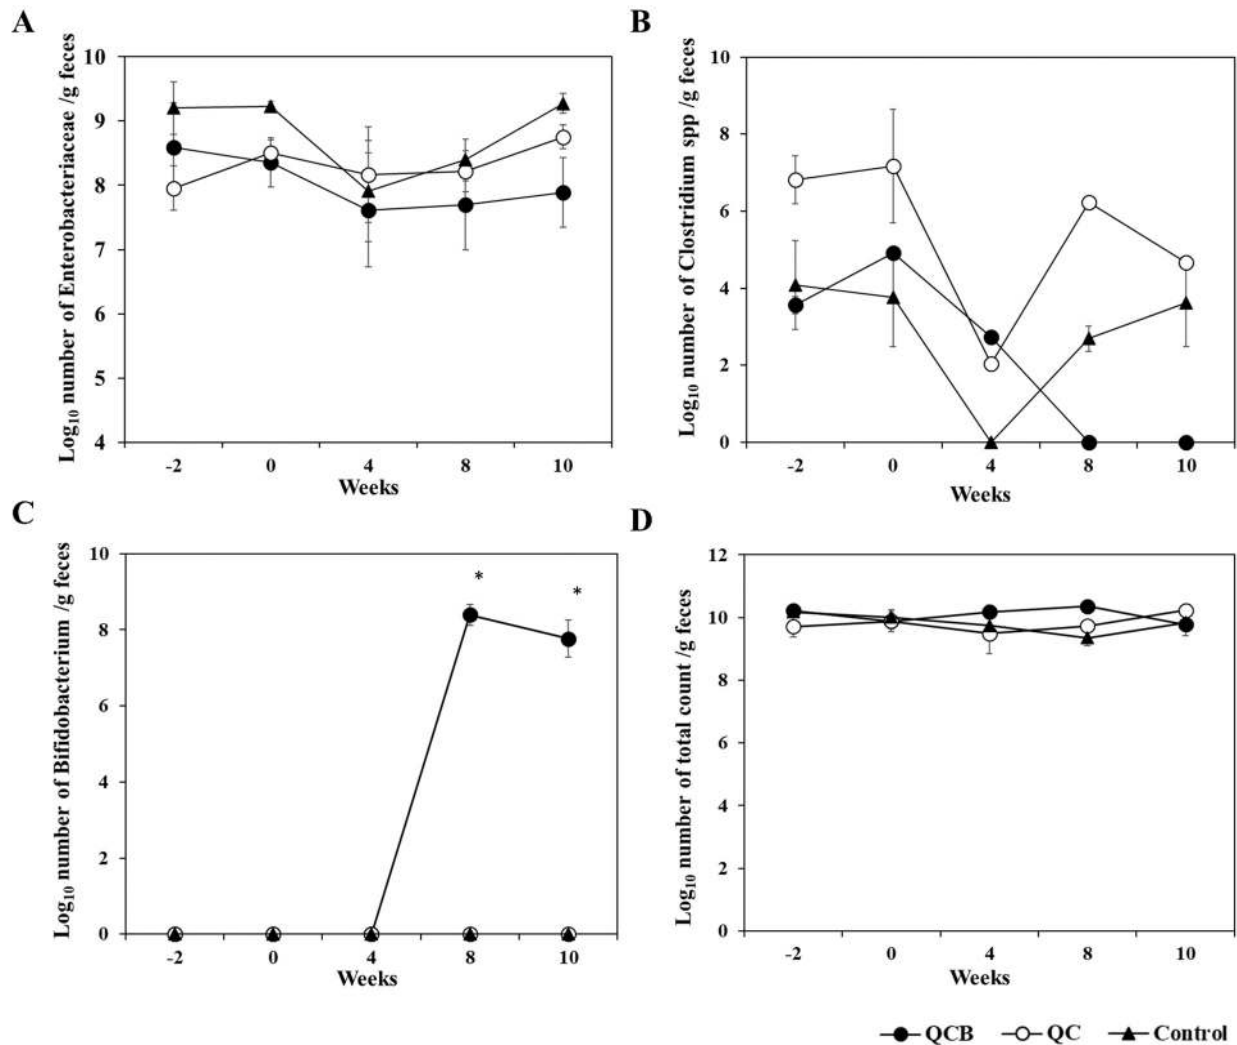 A
Log10 number of Enterobacteriaceae /g feces
10
9
8
7
6
5
4
-2 0 4 8 10
Weeks
B
Log10 number of Clostridium spp /g feces
10
8
6
4
2
0
-2 0 4 8 10
Weeks
C
Log10 number of Bifidobacterium /g feces
10
8
6
4
2
0
* *
-2 0 4 8 10
Weeks
D
Log10 number of total count /g feces
12
10
8
6
4
2
0
-2 0 4 8 10
Weeks
QCB QC Control